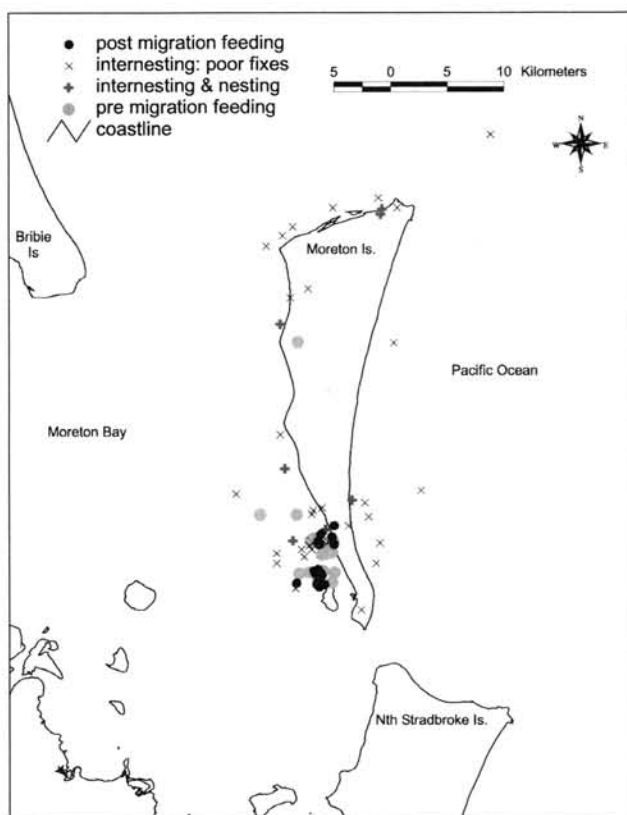 post migration feeding
internesting: poor fixes
internesting & nesting
pre migration feeding
coastline
5 0 5 10 Kilometers
N
W E
S
Bribie
Is
Moreton Is.
Pacific Ocean
Moreton Bay
Nth Stradbroke Is.